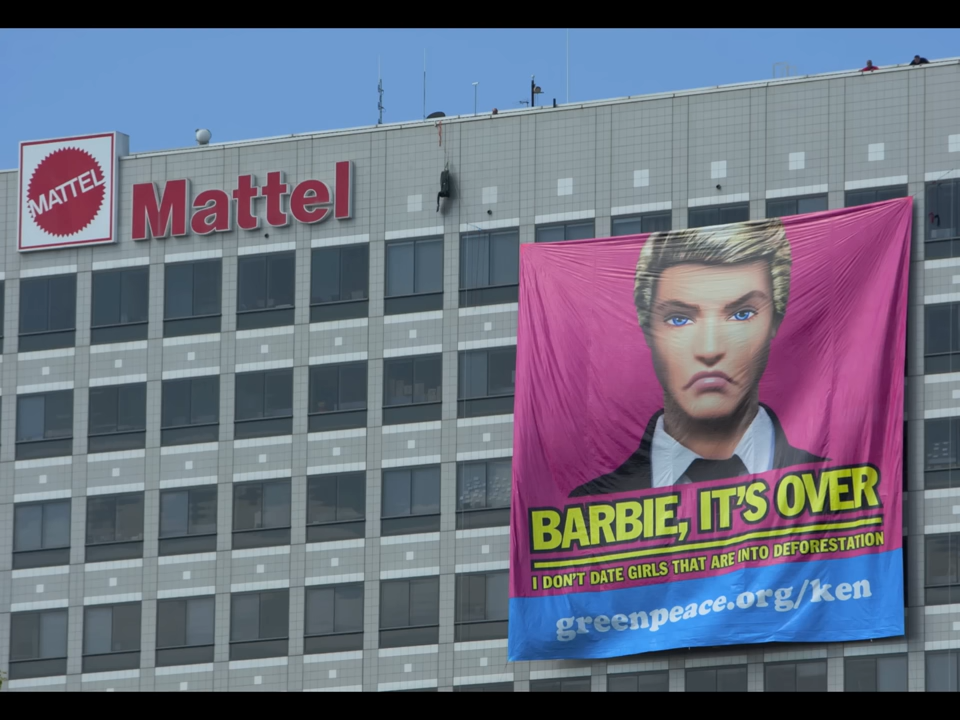 MATTEL
Mattel
BARBIE, IT'S OVER
I DON'T DATE GIRLS THAT ARE INTO DEFORESTATION
greenpeace.org/ken